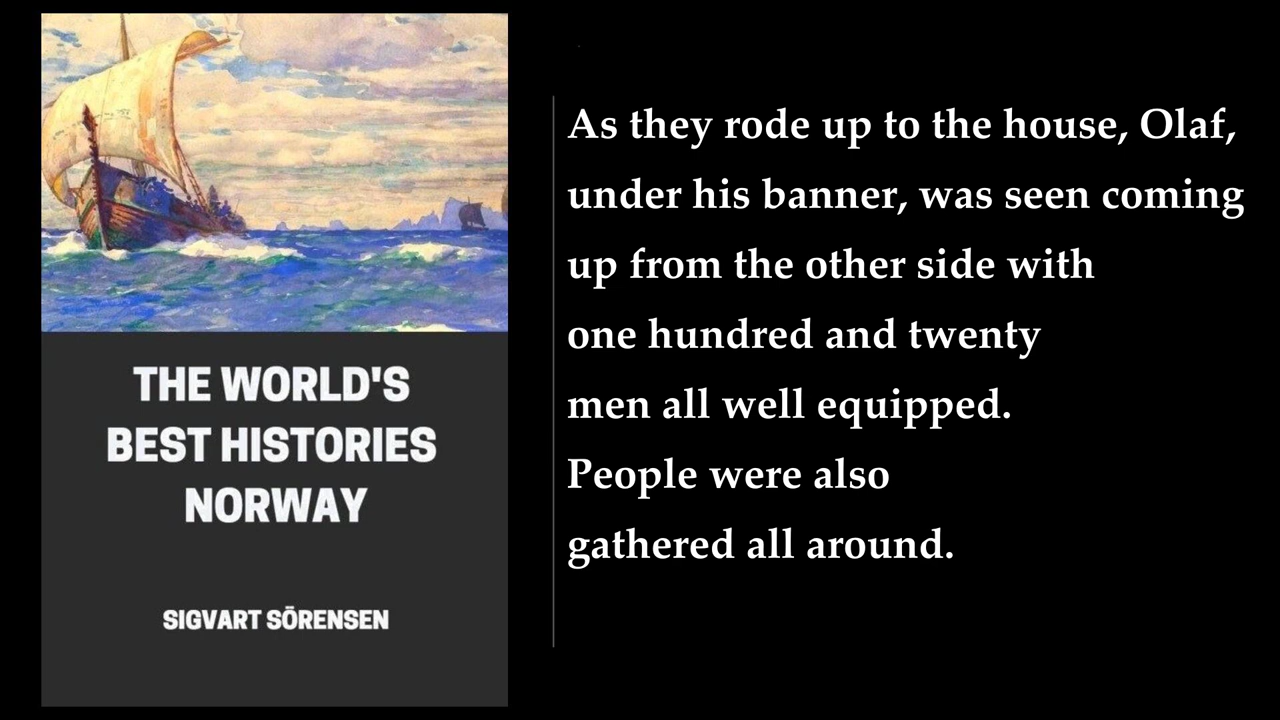 THE WORLD'S
BEST HISTORIES
NORWAY
SIGVART SÖRENSEN
As they rode up to the house, Olaf,
under his banner, was seen coming
up from the other side with
one hundred and twenty
men all well equipped.
People were also
gathered all around.